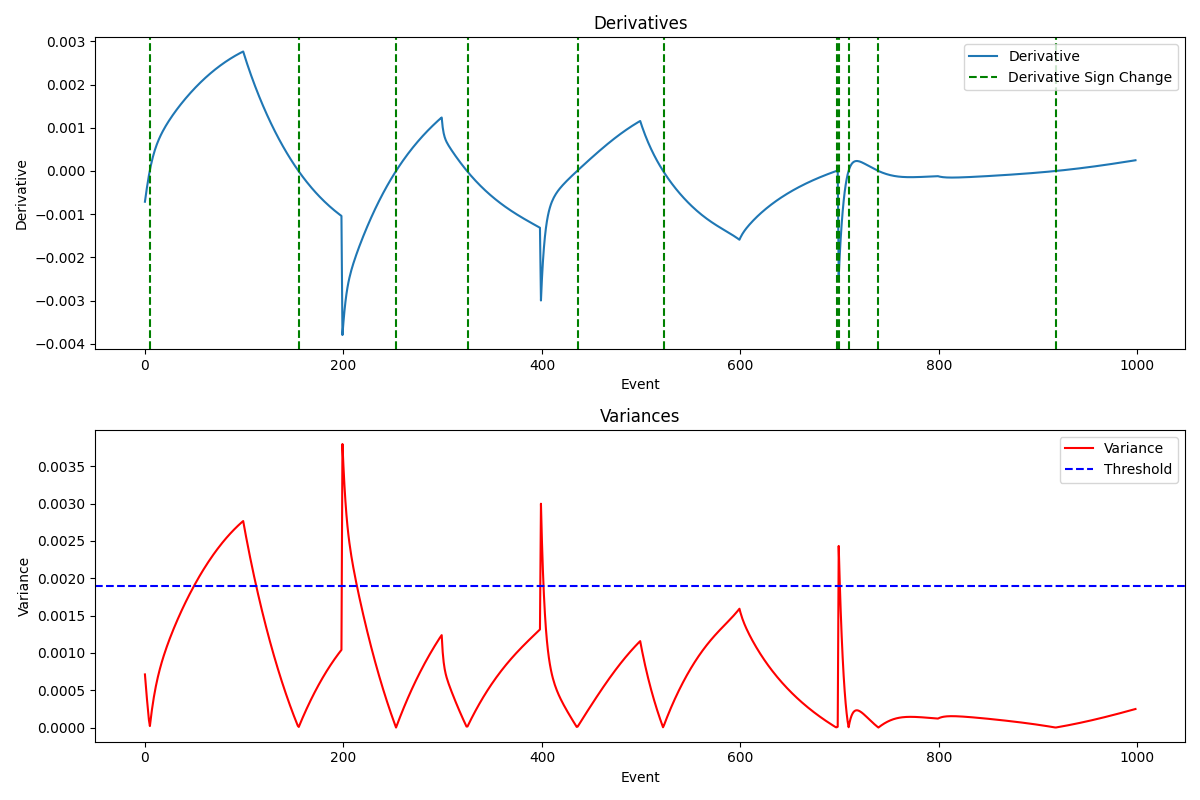 Derivatives
0.003
0.002
0.001
0.000
−0.001
−0.002
−0.003
−0.004
Derivative
Derivative
Derivative Sign Change
0 200 400 600 800 1000
Event
Variances
0.0035
0.0030
0.0025
0.0020
0.0015
0.0010
0.0005
0.0000
Variance
Variance
Threshold
0 200 400 600 800 1000
Event